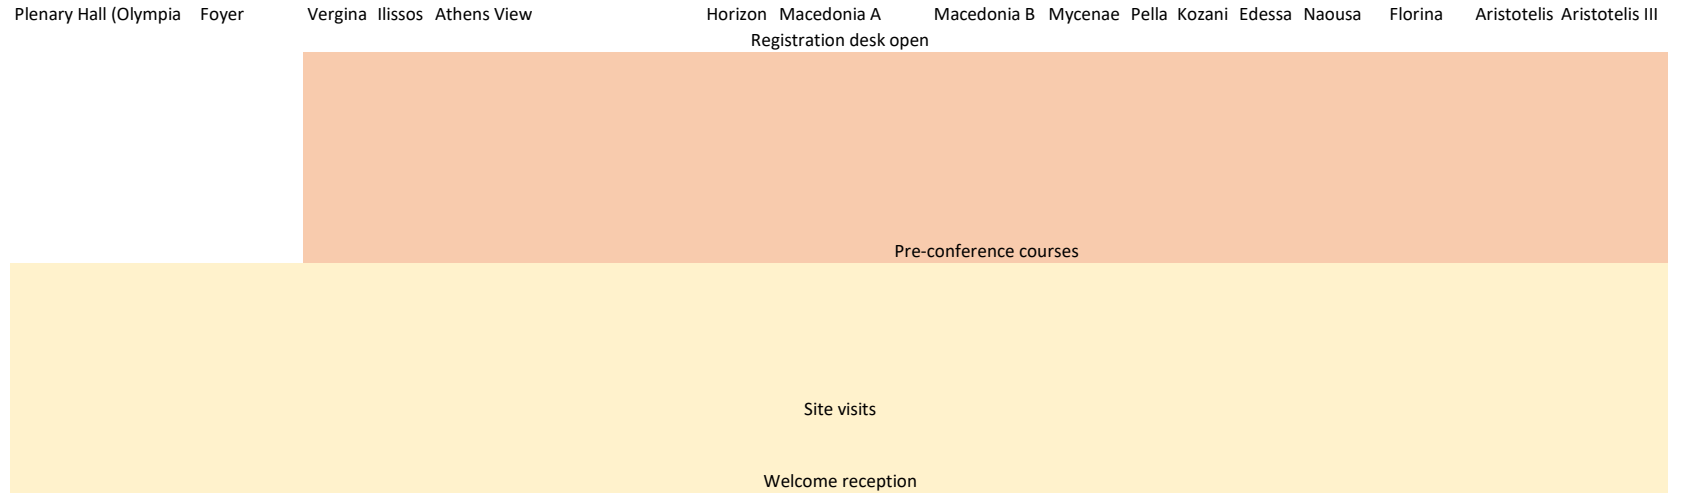 Plenary Hall (Olympia Foyer Vergina Ilissos Athens View Horizon Macedonia A Macedonia B Mycenae Pella Kozani Edessa Naousa Florina Aristotelis Aristotelis III
Registration desk open
Pre-conference courses
Site visits
Welcome reception